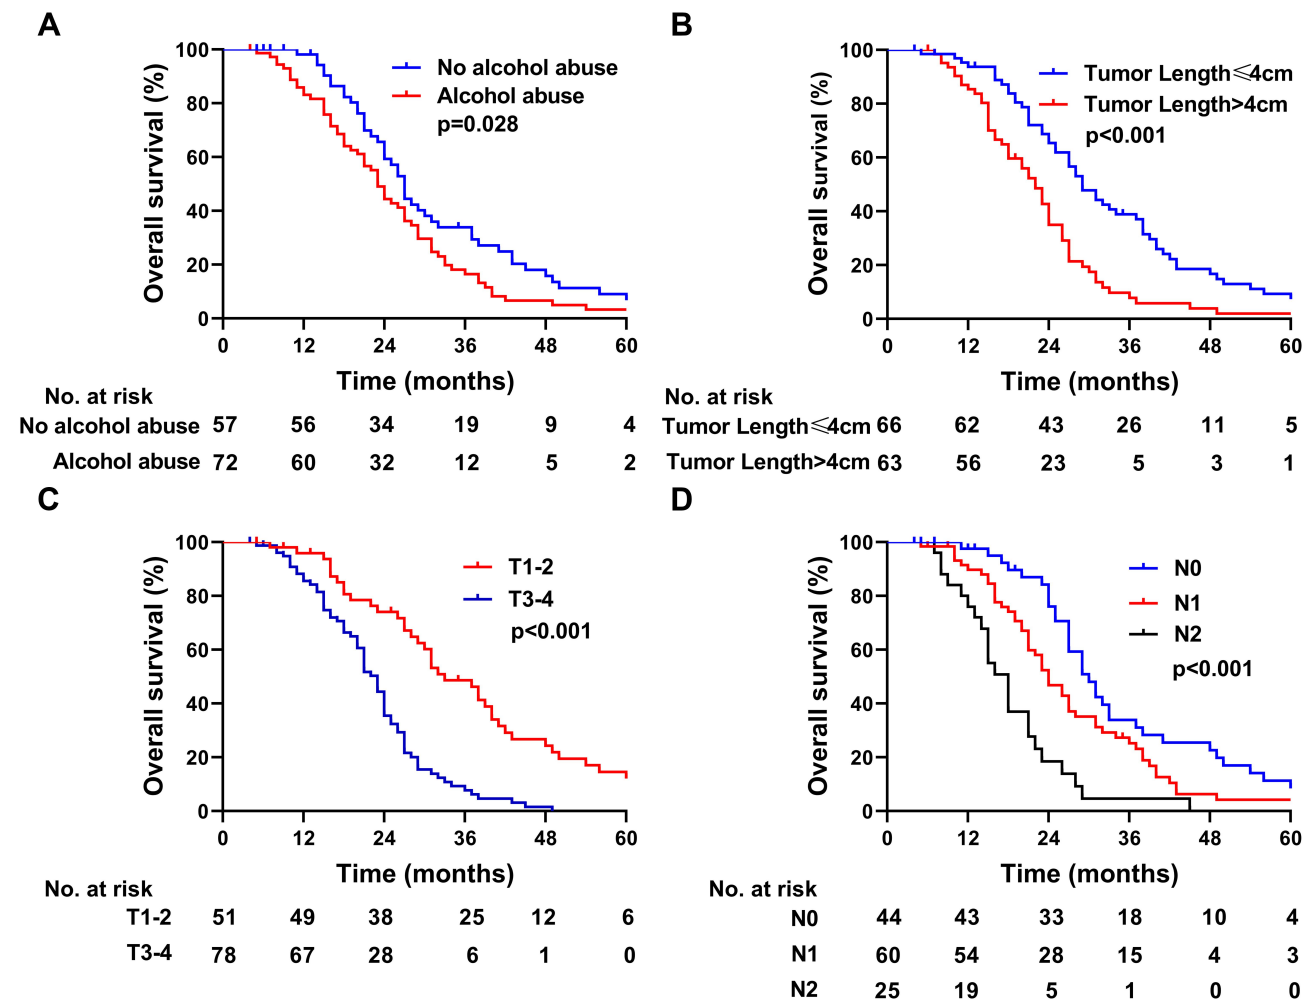 A
100
80
60
40
20
0
Overall survival (%)
No alcohol abuse
Alcohol abuse
p=0.028
0 12 24 36 48 60
Time (months)
No. at risk
No alcohol abuse 57 56 34 19 9 4
Alcohol abuse 72 60 32 12 5 2
B
100
80
60
40
20
0
Overall survival (%)
Tumor Length⩽4cm
Tumor Length>4cm
p<0.001
0 12 24 36 48 60
Time (months)
No. at risk
Tumor Length⩽4cm 66 62 43 26 11 5
Tumor Length>4cm 63 56 23 5 3 1
C
100
80
60
40
20
0
Overall survival (%)
T1-2
T3-4
p<0.001
0 12 24 36 48 60
Time (months)
No. at risk
T1-2 51 49 38 25 12 6
T3-4 78 67 28 6 1 0
D
100
80
60
40
20
0
Overall survival (%)
N0
N1
N2
p<0.001
0 12 24 36 48 60
Time (months)
No. at risk
N0 44 43 33 18 10 4
N1 60 54 28 15 4 3
N2 25 19 5 1 0 0